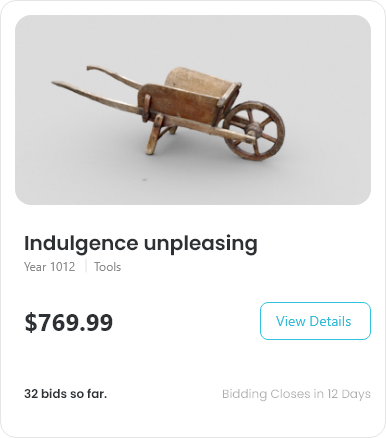 Indulgence unpleasing
Year 1012 | Tools
$769.99
View Details
32 bids so far.
Bidding Closes in 12 Days